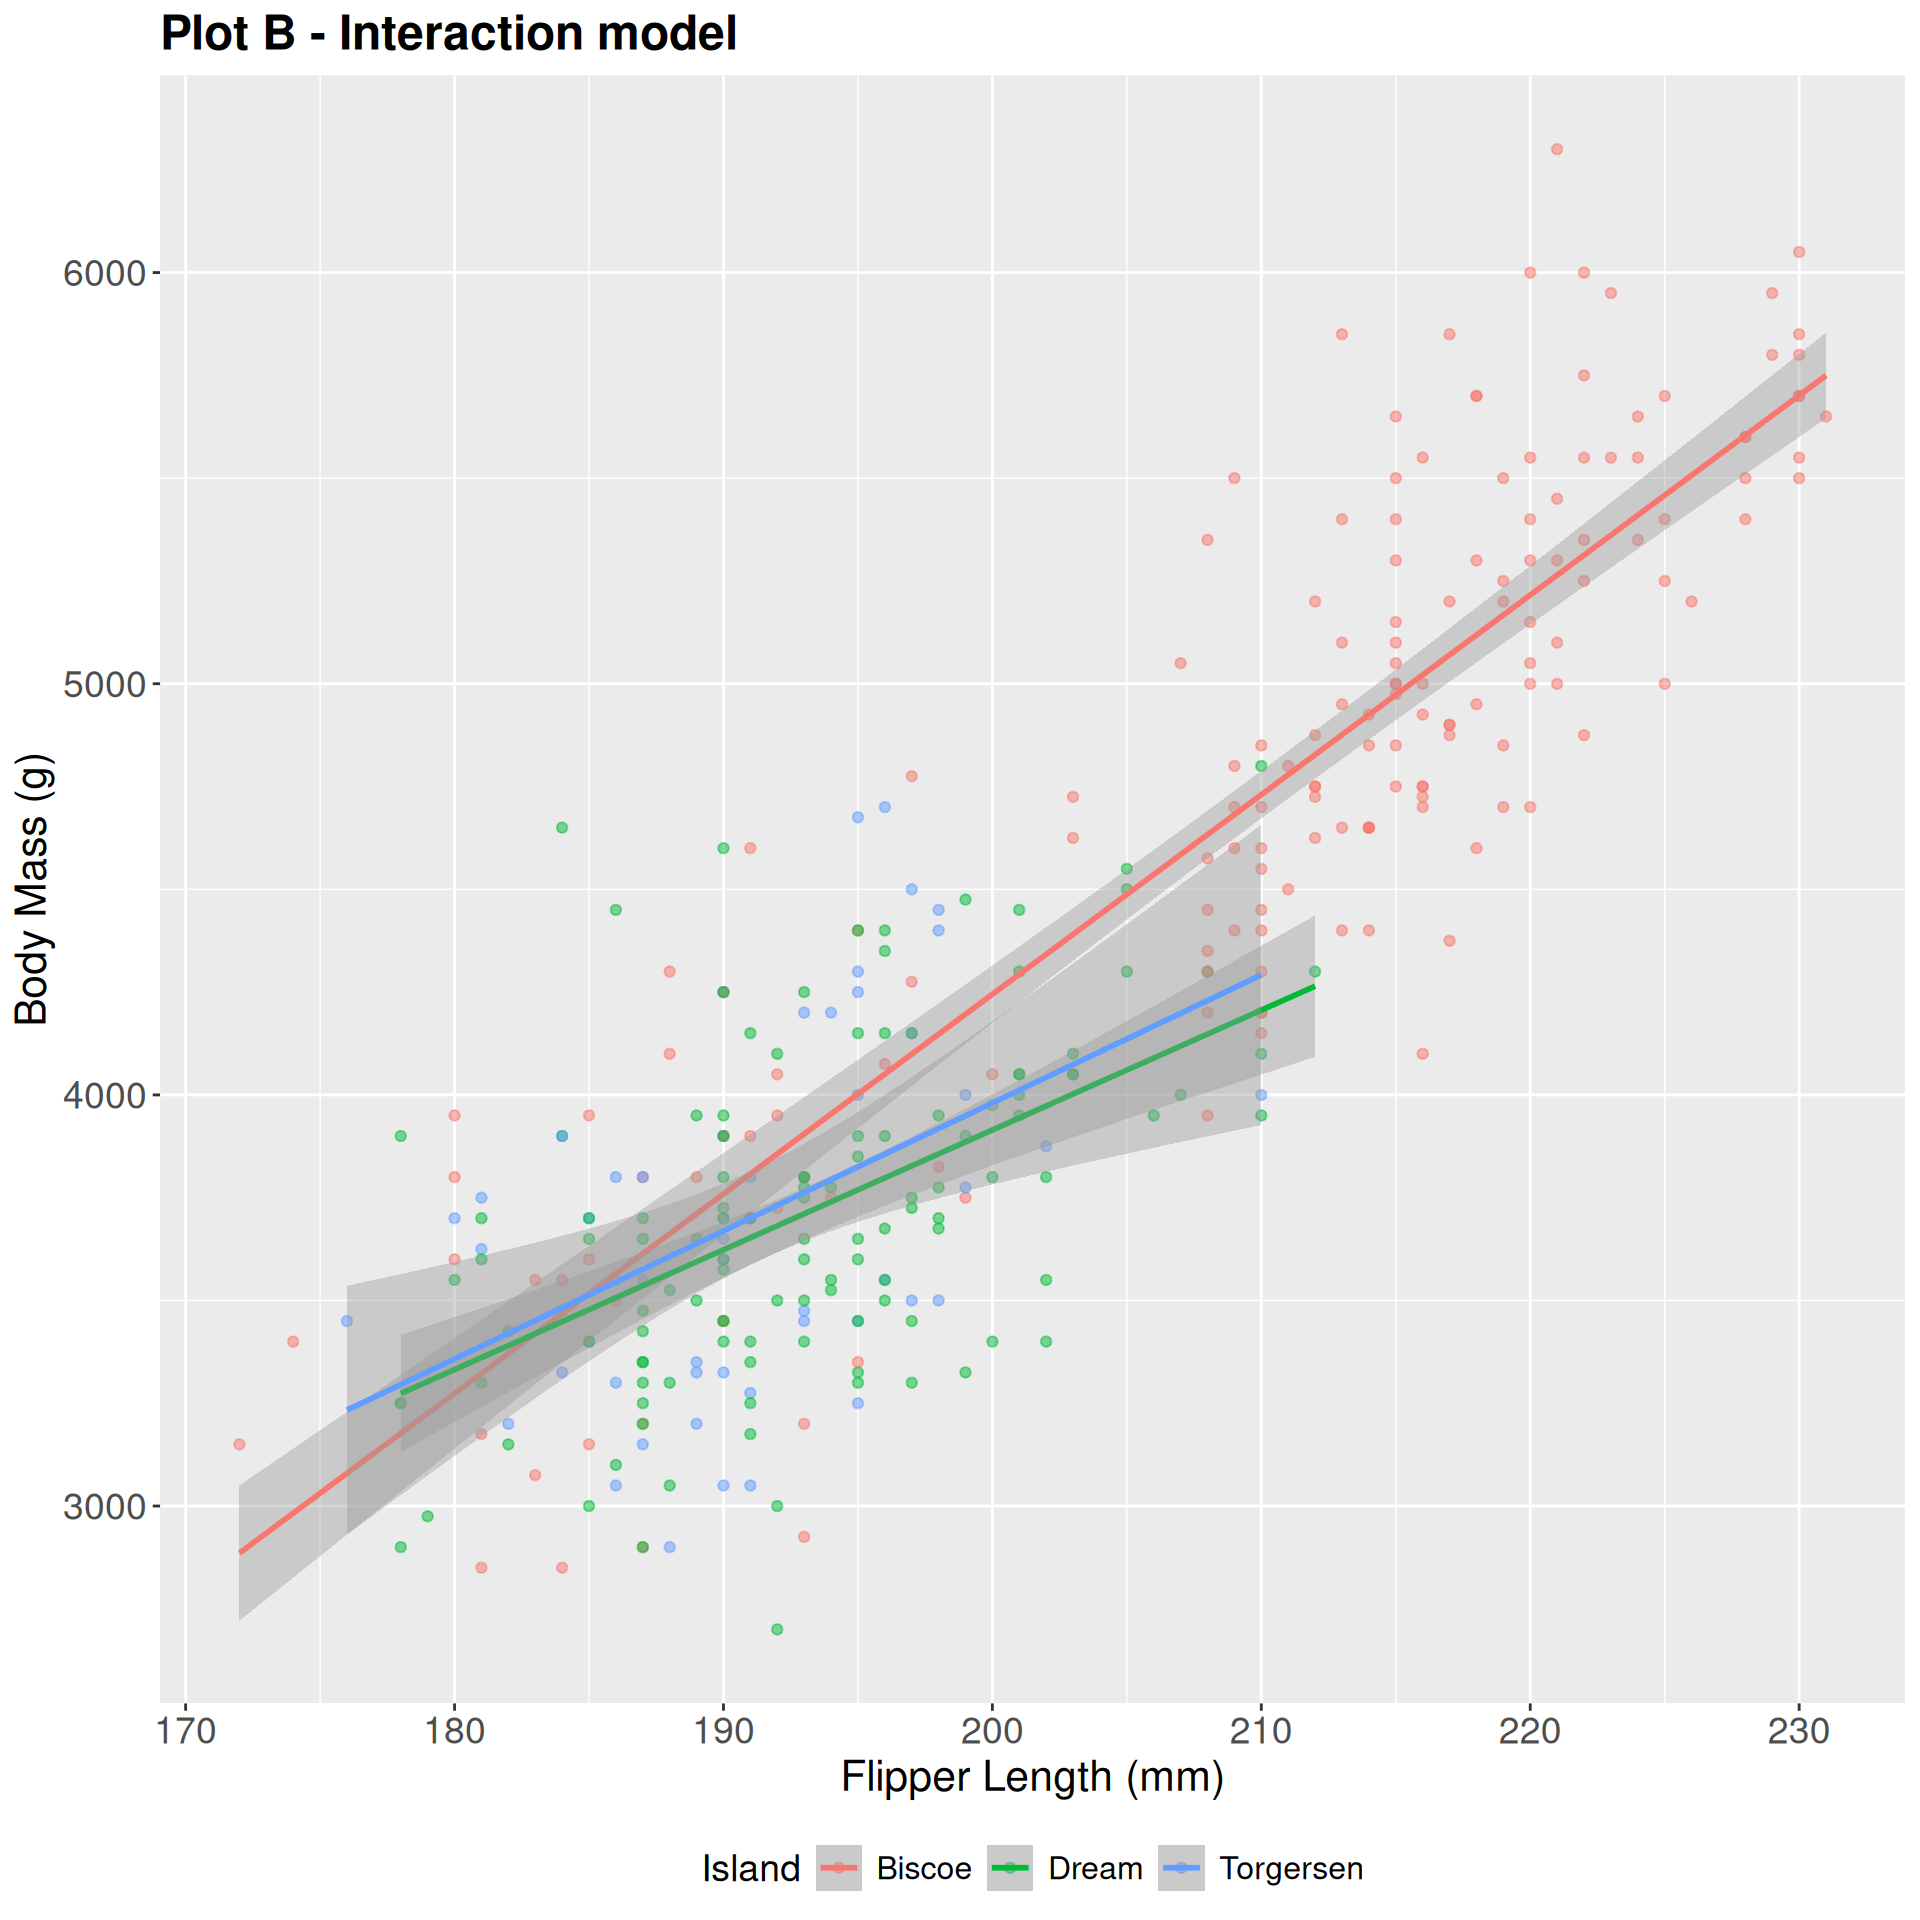 Plot B - Interaction model
6000
5000
4000
3000
Body Mass (g)
170 180 190 200 210 220 230
Flipper Length (mm)
Island Biscoe Dream Torgersen